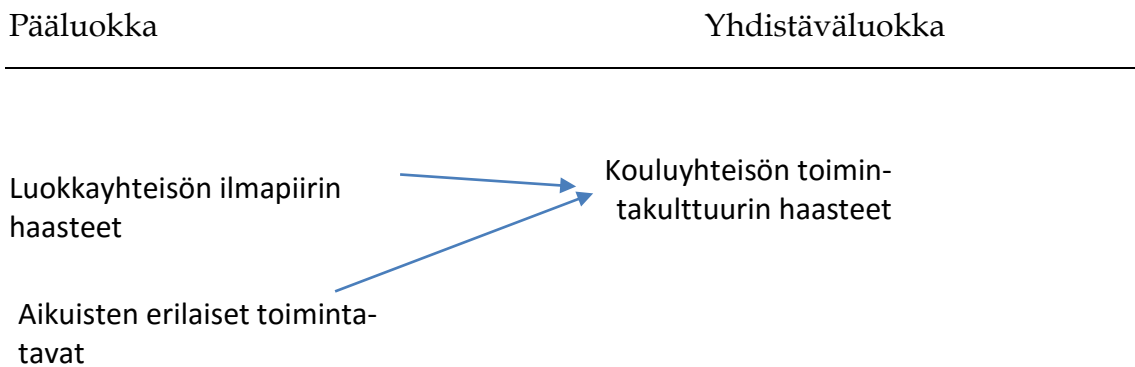 Pääluokka
Yhdistäväluokka
Luokkayhteisön ilmapiirin
haasteet
Kouluyhteisön toimin-
takulttuurin haasteet
Aikuisten erilaiset toiminta-
tavat